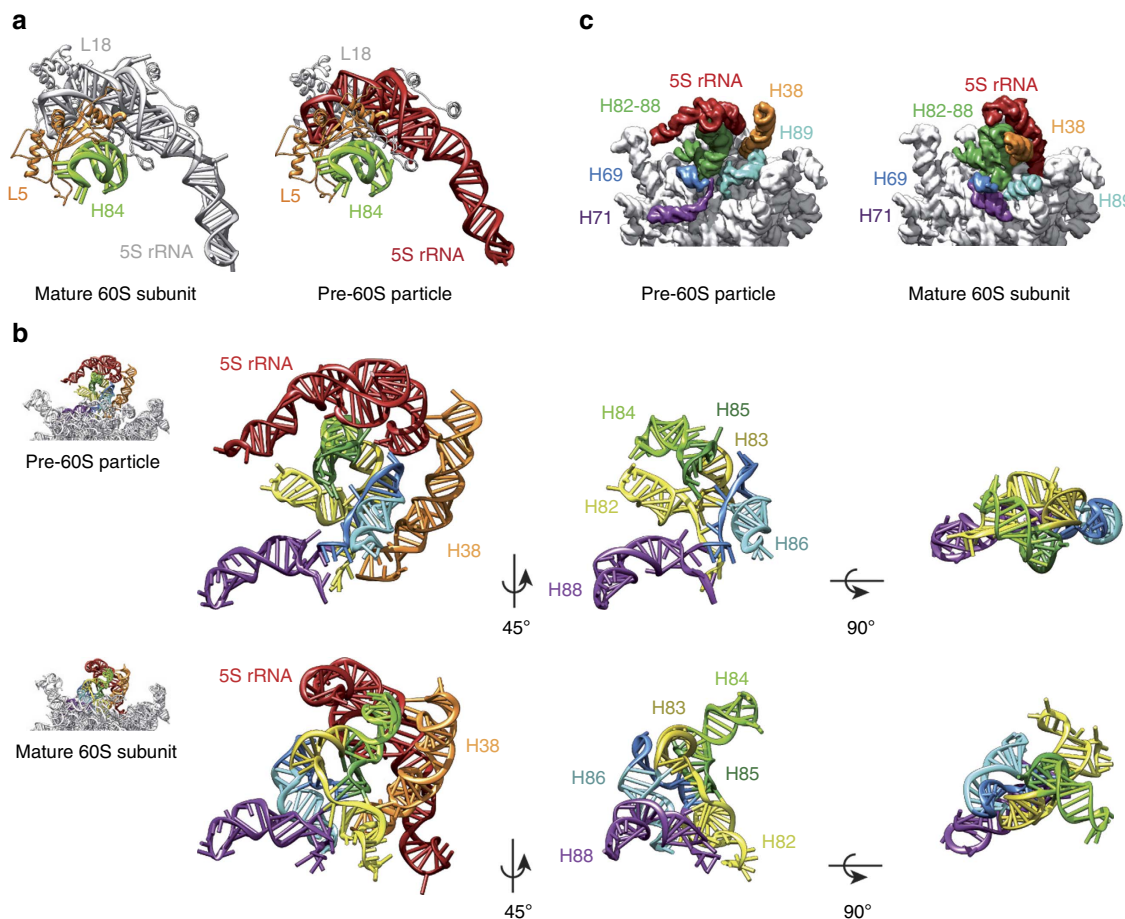 a
L18
L5
H84
5S rRNA
Mature 60S subunit
L18
L5
H84
5S rRNA
Pre-60S particle
c
5S rRNA
H38
H82-88
H89
H69
H71
Pre-60S particle
5S rRNA
H82-88
H38
H69
H71
H89
Mature 60S subunit
b
Pre-60S particle
5S rRNA
H38
45°
H84
H85
H83
H82
H86
H88
90°
Mature 60S subunit
5S rRNA
H38
45°
H84
H83
H86
H85
H88
H82
90°